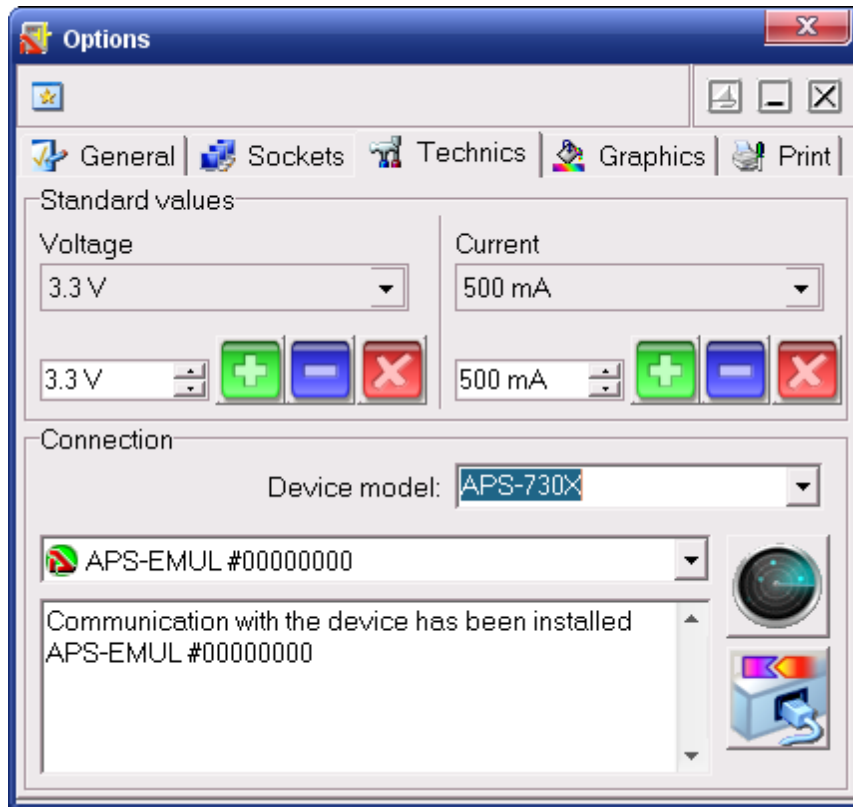 Options
General Sockets Technics Graphics Print
Standard values
Voltage Current
3.3 V 500 mA
3.3 V 500 mA
Connection
Device model: APS-730X
APS-EMUL #00000000
Communication with the device has been installed
APS-EMUL #00000000